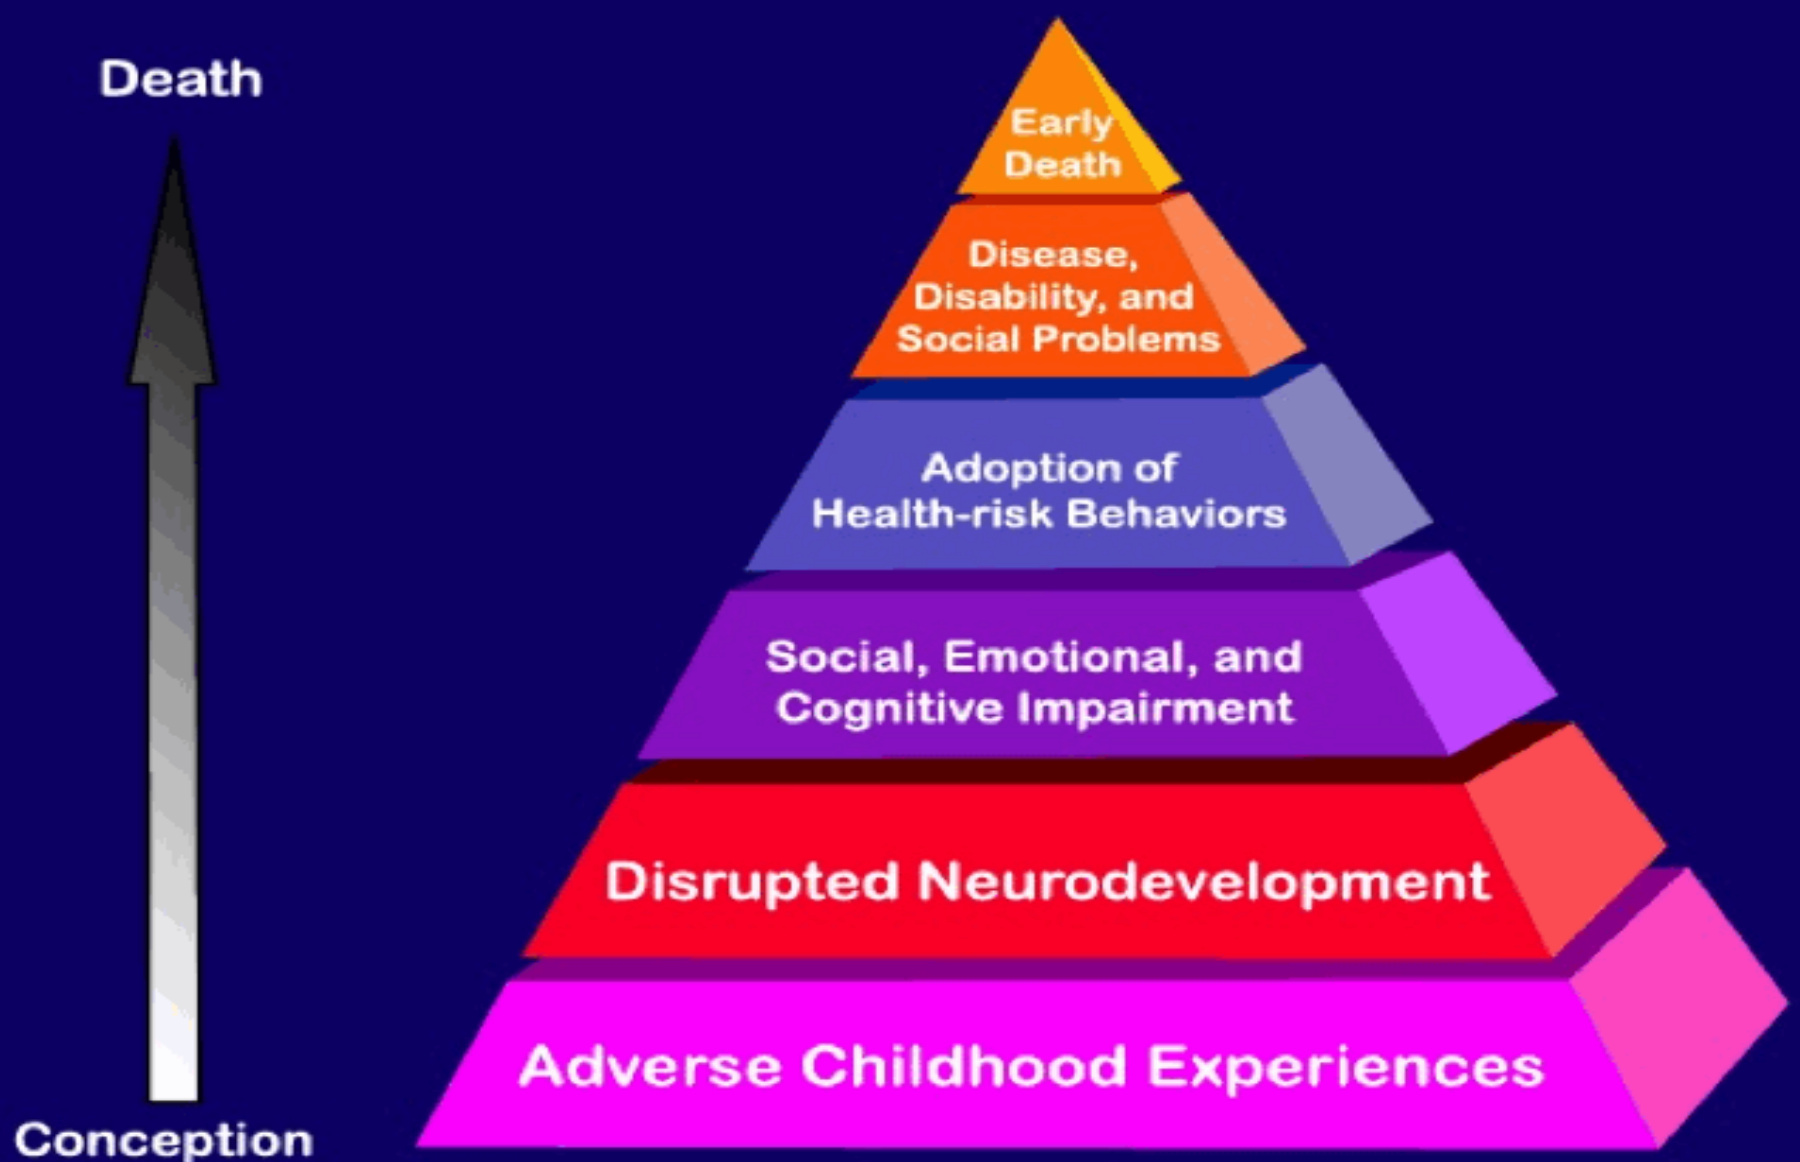 Death
Early
Death
Disease,
Disability, and
Social Problems
Adoption of
Health-risk Behaviors
Social, Emotional, and
Cognitive Impairment
Disrupted Neurodevelopment
Adverse Childhood Experiences
Conception